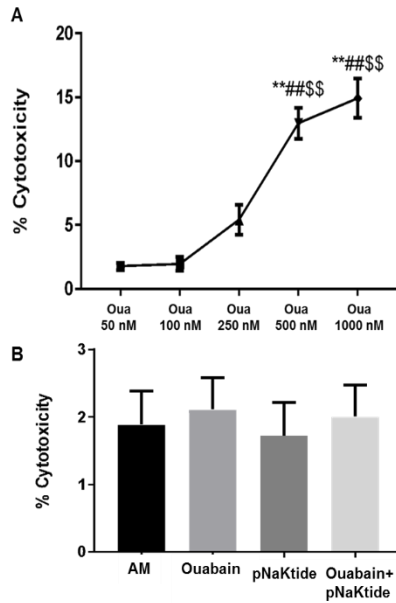 A
% Cytotoxicity
20
15
10
5
0
**##$$
**##$$
Oua
50 nM
Oua
100 nM
Oua
250 nM
Oua
500 nM
Oua
1000 nM
B
% Cytotoxicity
3
2
1
0
AM
Ouabain
pNaKtide
Ouabain+
pNaKtide